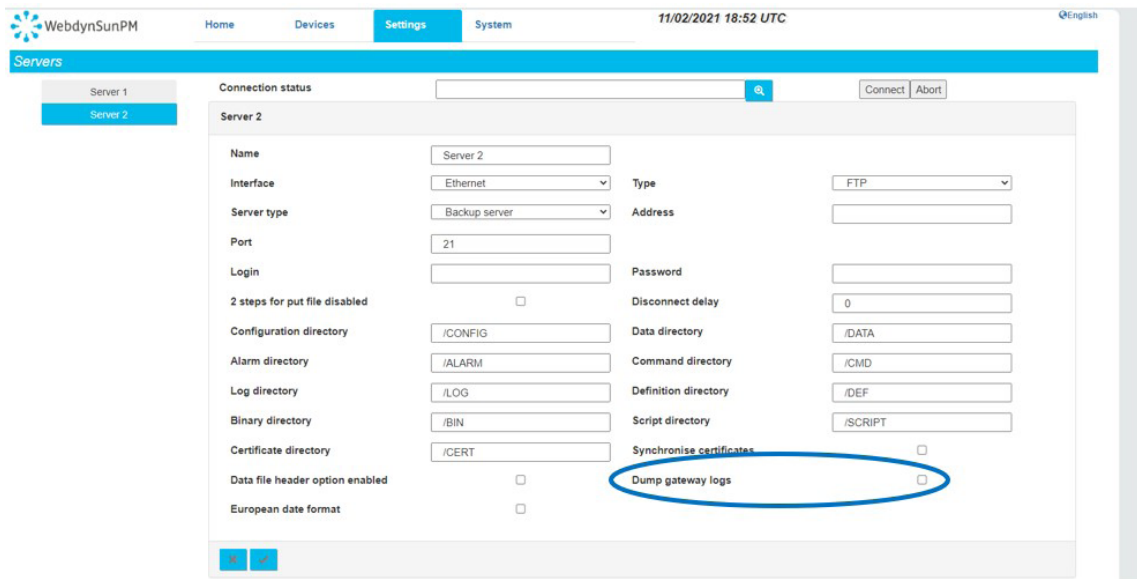 WebdynSunPM Home Devices Settings System 11/02/2021 18:52 UTC English
Servers
Server 1
Server 2
Connection status Connect Abort
Server 2
Name Server 2
Interface Ethernet Type FTP
Server type Backup server Address
Port 21
Login Password
2 steps for put file disabled Disconnect delay 0
Configuration directory /CONFIG Data directory /DATA
Alarm directory /ALARM Command directory /CMD
Log directory /LOG Definition directory /DEF
Binary directory /BIN Script directory /SCRIPT
Certificate directory /CERT Synchronise certificates
Data file header option enabled Dump gateway logs
European date format